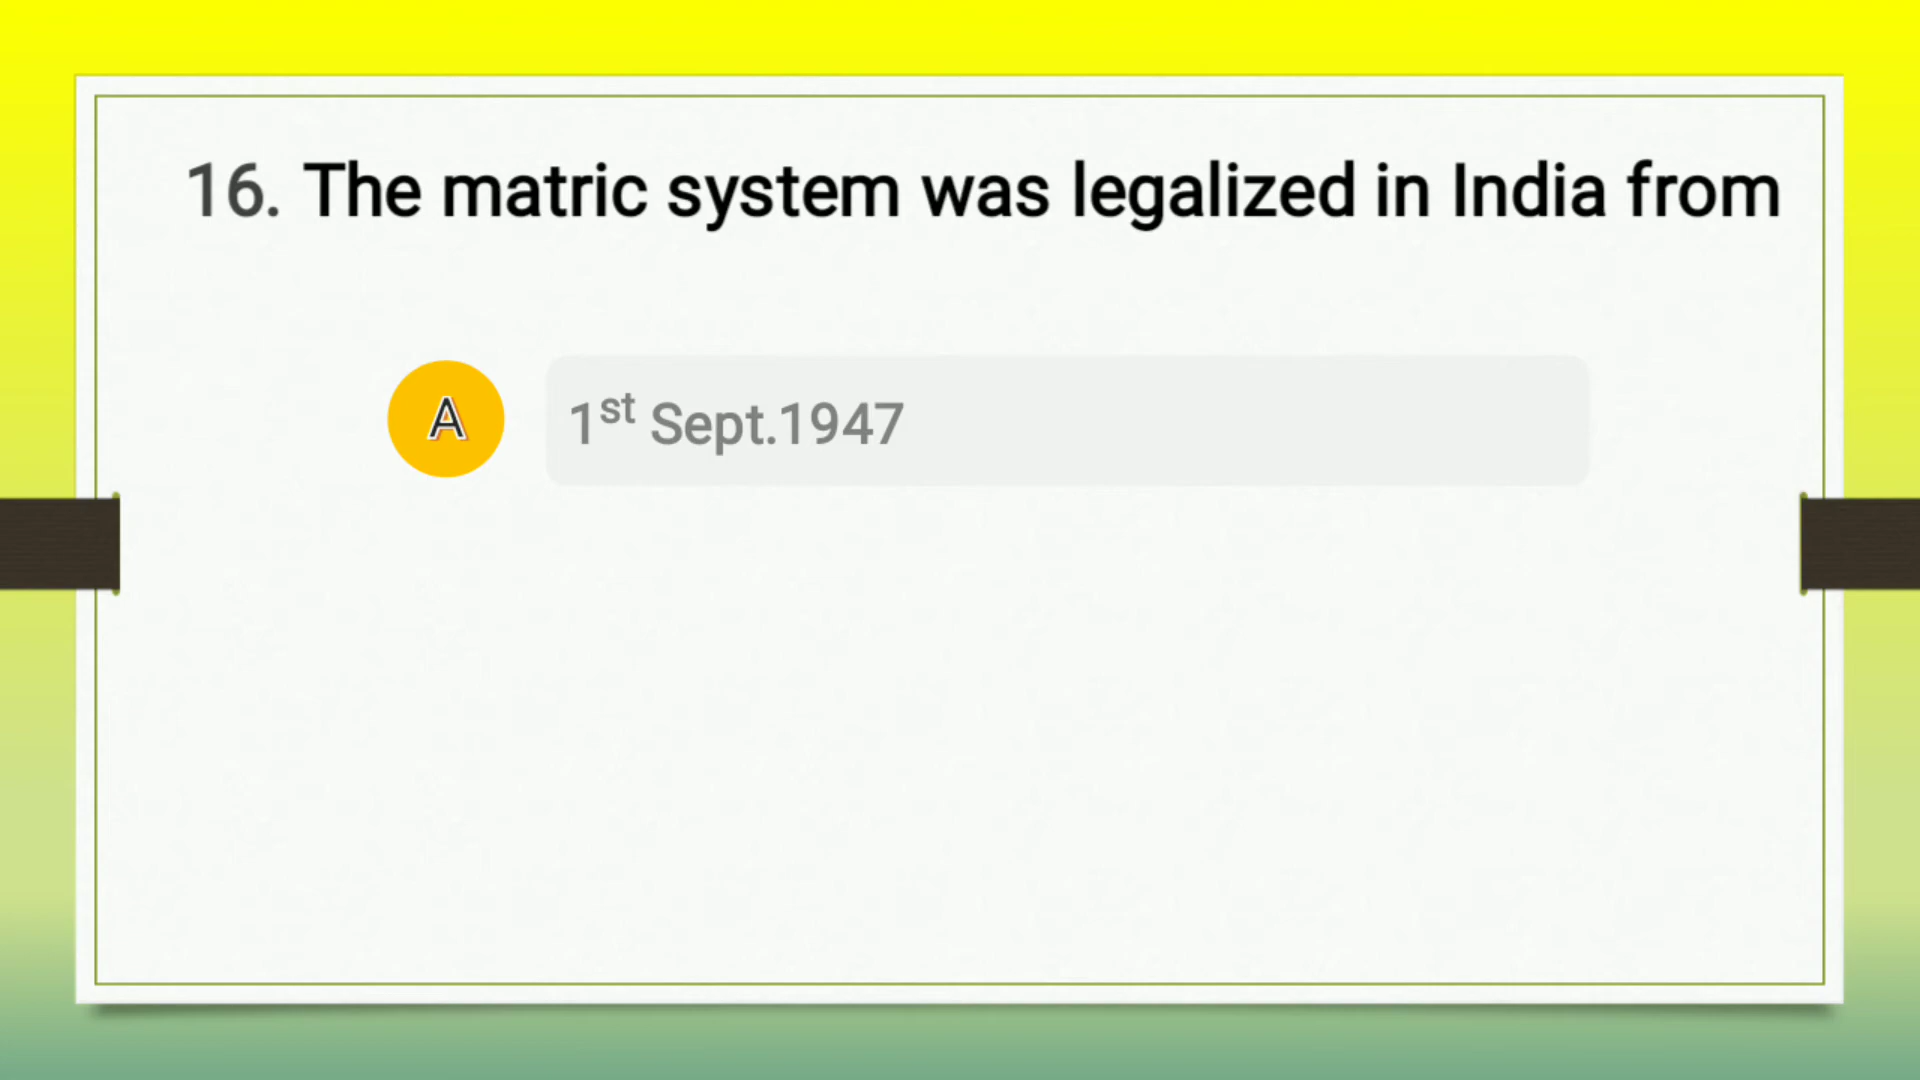 16. The matric system was legalized in India from
A 1st Sept.1947